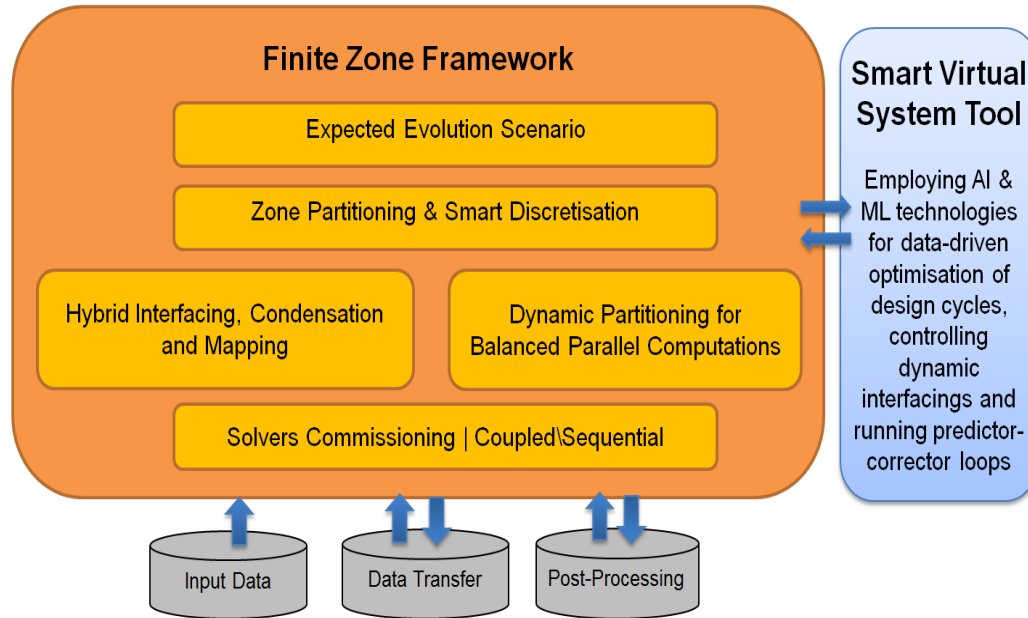 Finite Zone Framework
Expected Evolution Scenario
Zone Partitioning & Smart Discretisation
Hybrid Interfacing, Condensation
and Mapping
Dynamic Partitioning for
Balanced Parallel Computations
Solvers Commissioning | Coupled\Sequential
Smart Virtual
System Tool
Employing AI &
ML technologies
for data-driven
optimisation of
design cycles,
controlling
dynamic
interfacings and
running predictor-
corrector loops
Input Data
Data Transfer
Post-Processing